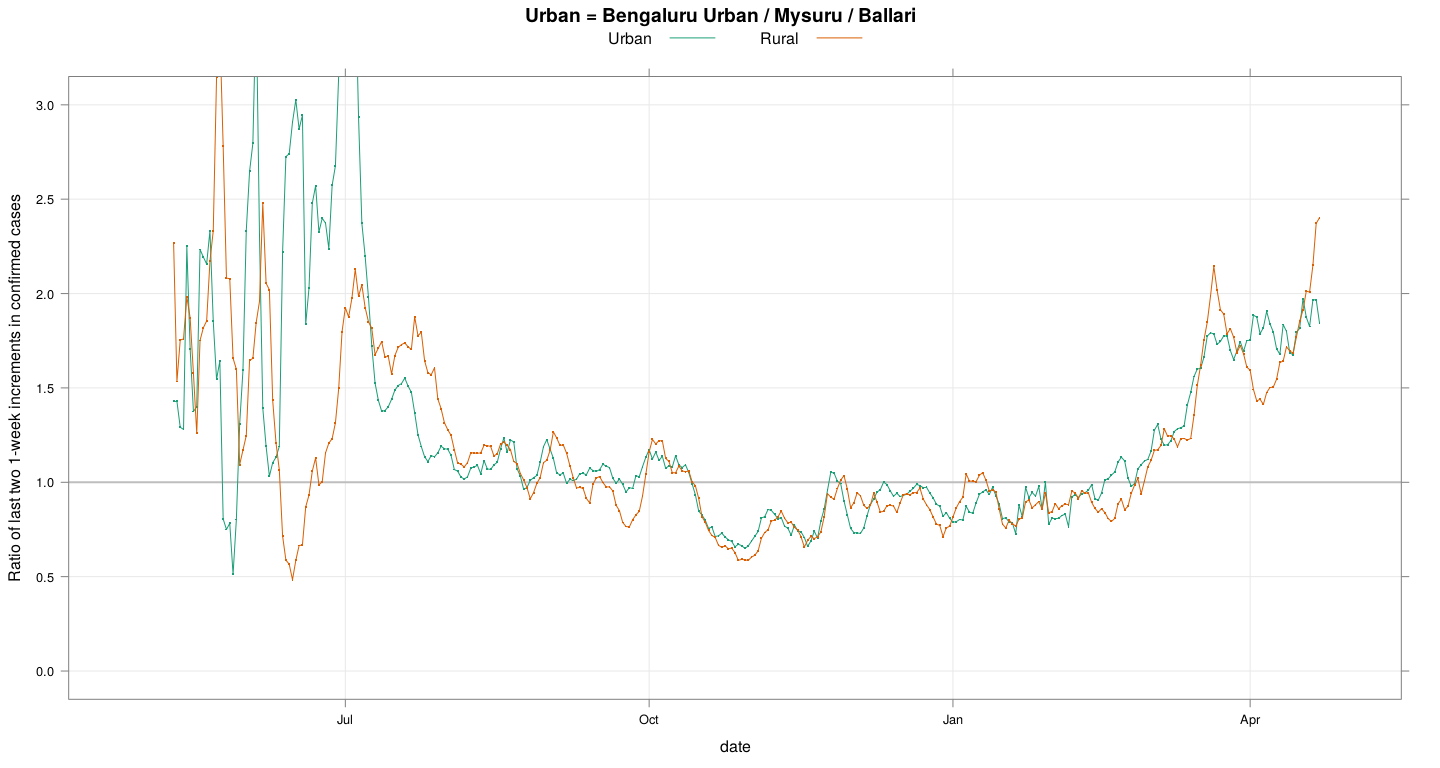 Urban = Bengaluru Urban / Mysuru / Ballari
Urban Rural
Ratio of last two 1-week increments in confirmed cases
3.0
2.5
2.0
1.5
1.0
0.5
0.0
Jul Oct Jan Apr
date